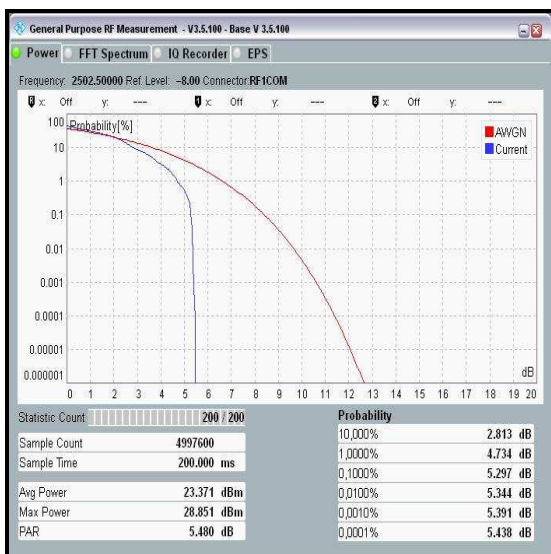 General Purpose RF Measurement - V3.5.100 - Base V 3.5.100
Power FFT Spectrum IQ Recorder EPS
Frequency: 2502.50000 Ref. Level: -8.00 Connector:RF1COM
x: Off y: --- x: Off y: --- x: Off y: ---
Probability[%]
AWGN
Current
100
10
1
0.1
0.01
0.001
0.0001
0.00001
0.000001
dB
0 1 2 3 4 5 6 7 8 9 10 11 12 13 14 15 16 17 18 19 20
Statistic Count 200 / 200
Sample Count 4997600
Sample Time 200.000 ms
Avg Power 23.371 dBm
Max Power 28.851 dBm
PAR 5.480 dB
Probability
10,000% 2.813 dB
1,0000% 4.734 dB
0,1000% 5.297 dB
0,0100% 5.344 dB
0,0010% 5.391 dB
0,0001% 5.438 dB